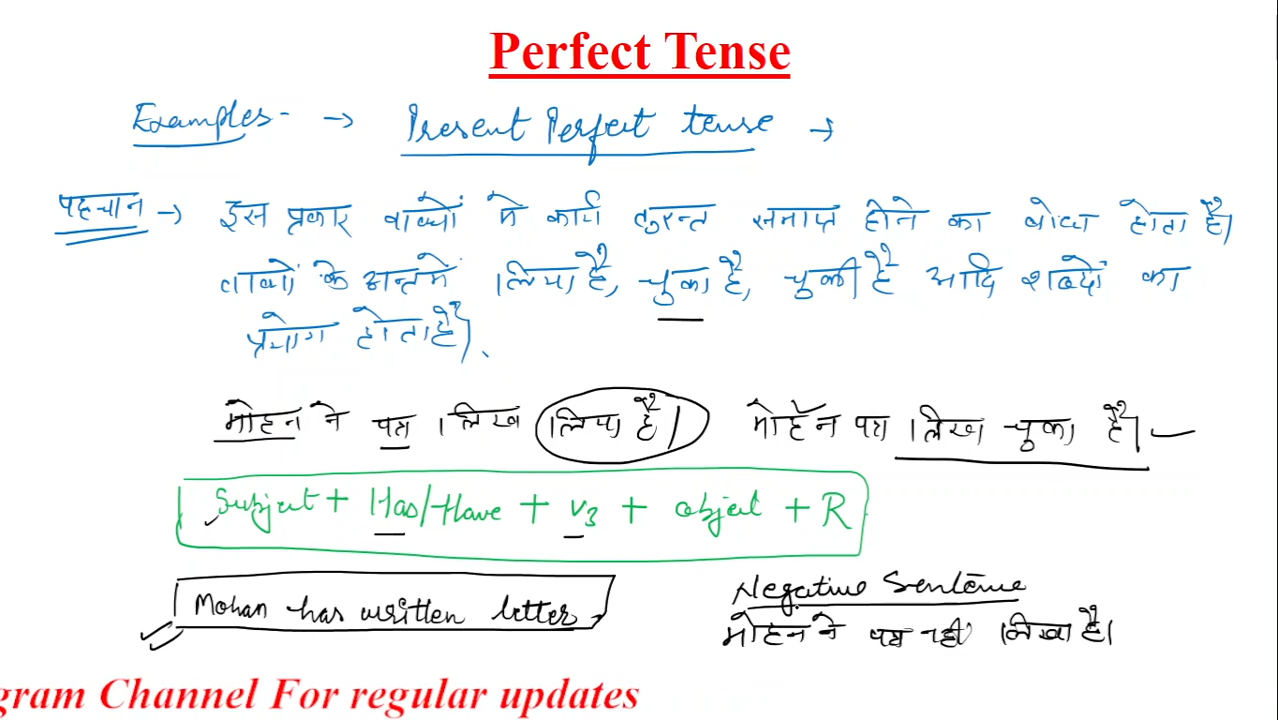 Perfect Tense
Examples- → Present Perfect tense →
पहचान → इस प्रकार वाक्यों मे कार्य तुरन्त समाप्त होने का बोध होता है।
वाक्यों के अन्त में लिया है, चुका है, चुकी है आदि शब्दों का
प्रयोग होता है।
मोहन ने पत्र लिख लिया है। मोहन पत्र लिख चुका है।
Subject + Has/Have + v3 + object + R
Mohan has written letter.
Negative Sentence
मोहन ने पत्र नही लिखा है।
gram Channel For regular updates